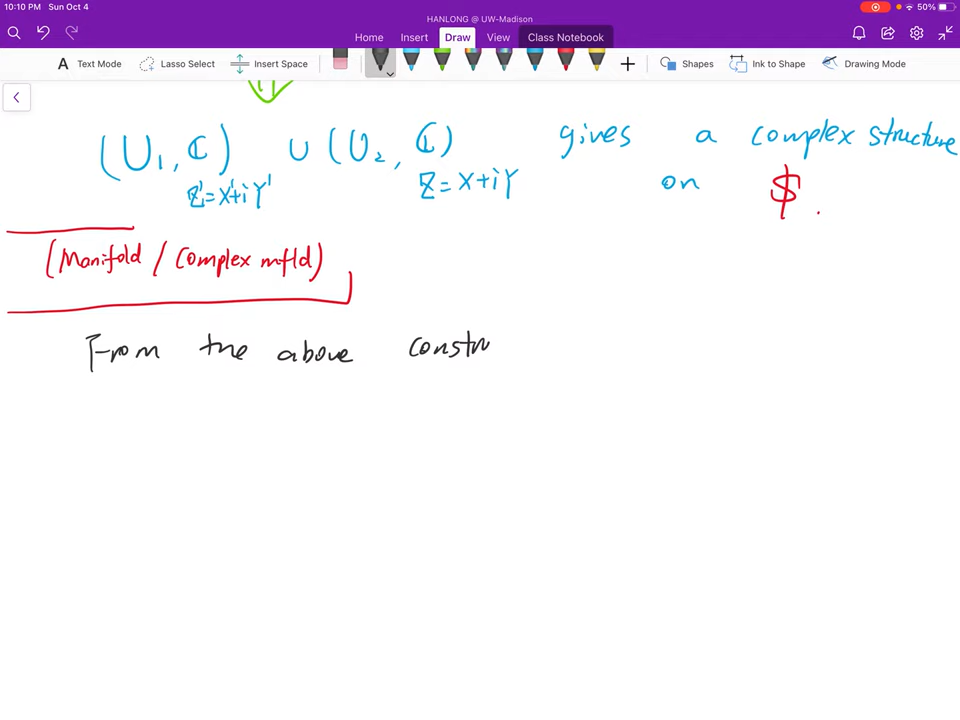 10:10 PM Sun Oct 4
50%
HANLONG @ UW-Madison
Home Insert Draw View Class Notebook
Text Mode Lasso Select Insert Space Shapes Ink to Shape Drawing Mode
(U₁, ℂ) ∪ (U₂, ℂ) gives a complex structure
Z' = X'+iY' Z = X+iY on $.
(Manifold / Complex mfld)
From the above constru